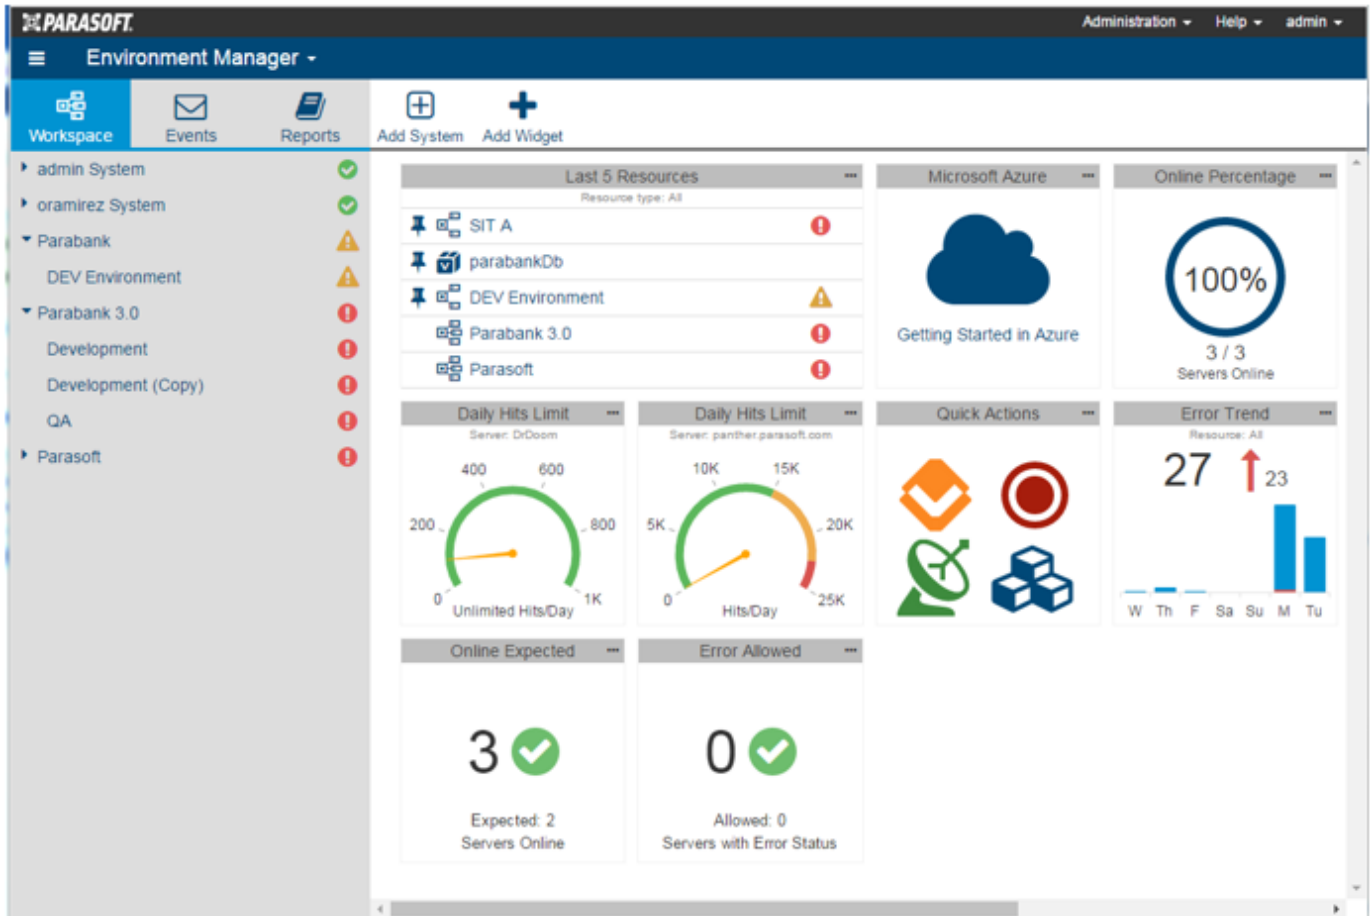 PARASOFT.
Administration Help admin
Environment Manager
Workspace Events Reports Add System Add Widget
admin System
oramirez System
Parabank
DEV Environment
Parabank 3.0
Development
Development (Copy)
QA
Parasoft
Last 5 Resources
Resource type: All
SIT A
parabankDb
DEV Environment
Parabank 3.0
Parasoft
Microsoft Azure
Getting Started in Azure
Online Percentage
100%
3 / 3
Servers Online
Daily Hits Limit
Server: DrDoom
400 600
200 800
0 1K
Unlimited Hits/Day
Daily Hits Limit
Server: panther.parasoft.com
10K 15K
5K 20K
0 25K
Hits/Day
Quick Actions
Error Trend
Resource: All
27 23
W Th F Sa Su M Tu
Online Expected
3
Expected: 2
Servers Online
Error Allowed
0
Allowed: 0
Servers with Error Status